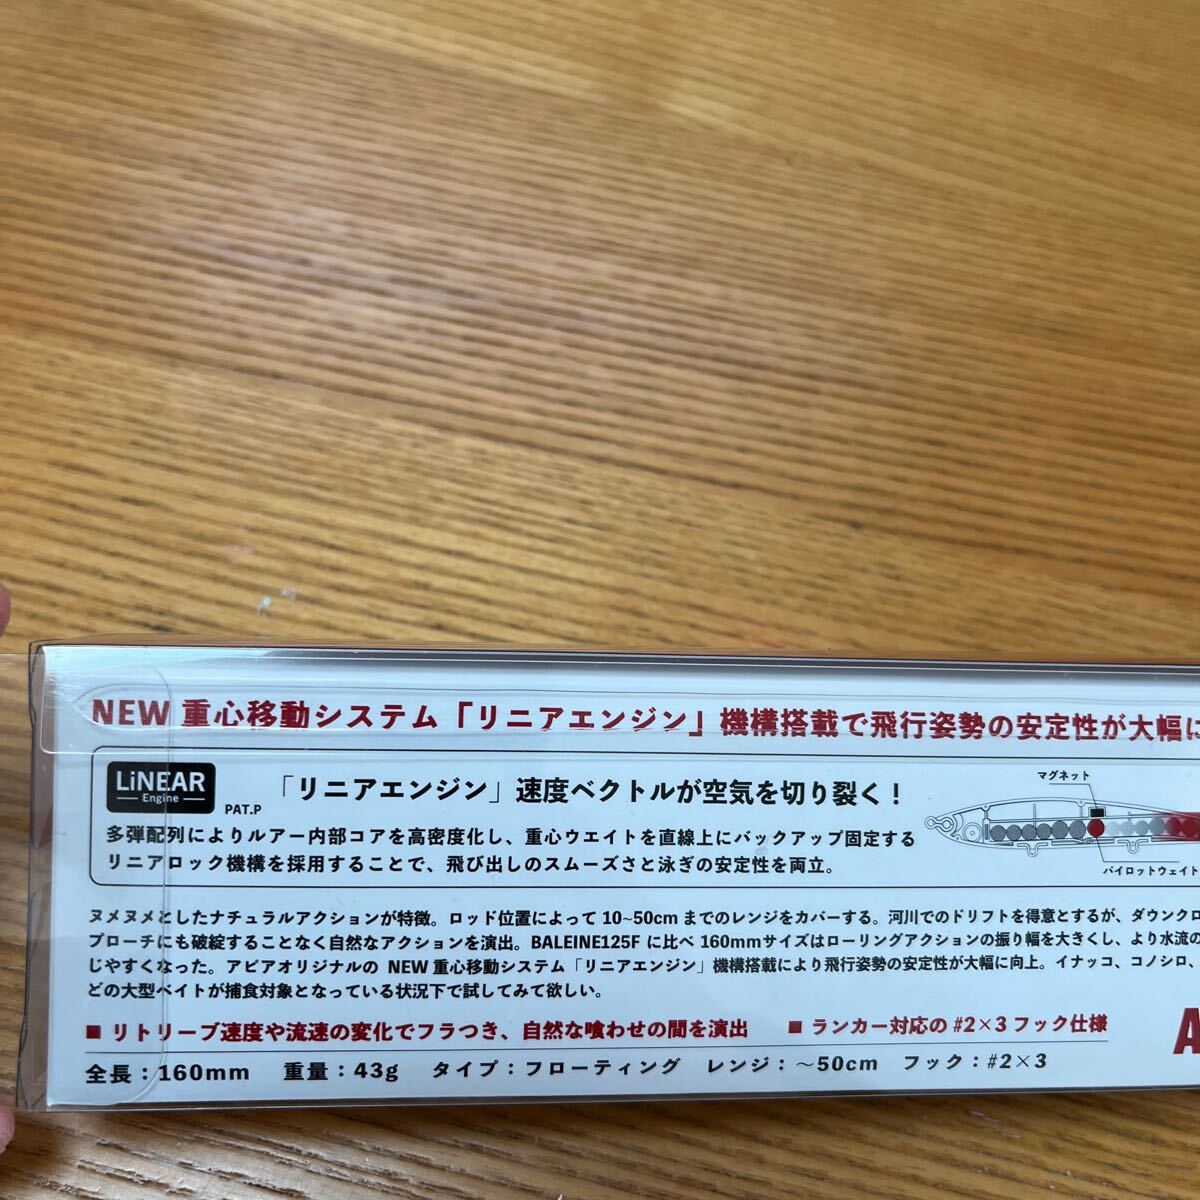 NEW 重心移動システム「リニアエンジン」機構搭載で飛行姿勢の安定性が大幅に
LiNEAR
Engine
PAT.P
「リニアエンジン」速度ベクトルが空気を切り裂く！
多弾配列によりルアー内部コアを高密度化し、重心ウエイトを直線上にバックアップ固定する
リニアロック機構を採用することで、飛び出しのスムーズさと泳ぎの安定性を両立。
マグネット
パイロットウェイト
ヌメヌメとしたナチュラルアクションが特徴。ロッド位置によって 10~50cm までのレンジをカバーする。河川でのドリフトを得意とするが、ダウンクロ
プローチにも破綻することなく自然なアクションを演出。BALEINE125F に比べ 160mmサイズはローリングアクションの振り幅を大きくし、より水流の
じやすくなった。アピアオリジナルの NEW 重心移動システム「リニアエンジン」機構搭載により飛行姿勢の安定性が大幅に向上。イナッコ、コノシロ、
どの大型ベイトが捕食対象となっている状況下で試してみて欲しい。
■ リトリーブ速度や流速の変化でフラつき、自然な喰わせの間を演出 ■ ランカー対応の #2×3 フック仕様
全長：160mm 重量：43g タイプ：フローティング レンジ：～50cm フック：#2×3
A